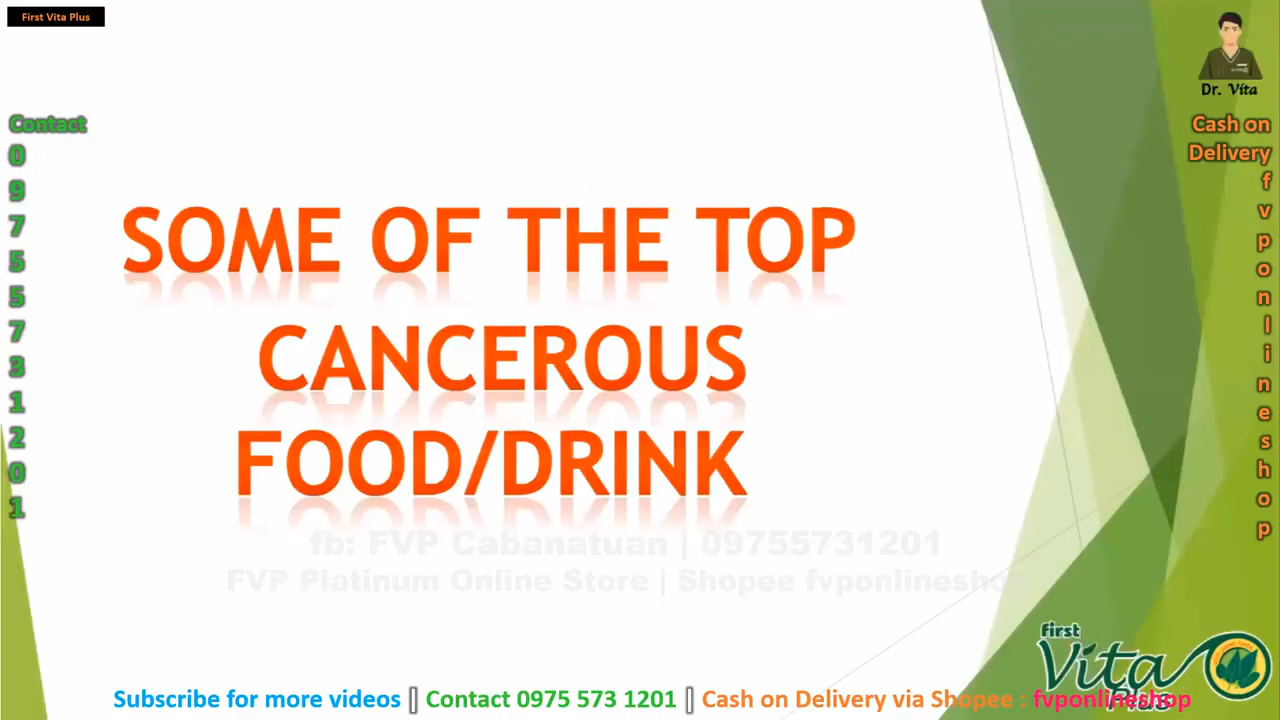 First Vita Plus
Dr. Vita
Contact
0
9
7
5
5
7
3
1
2
0
1
Cash on
Delivery
f
v
p
o
n
l
i
n
e
s
h
o
p
SOME OF THE TOP
CANCEROUS
FOOD/DRINK
fb: FVP Cabanatuan | 09755731201
FVP Platinum Online Store | Shopee fvponlineshop
first
Vita
Plus
Subscribe for more videos | Contact 0975 573 1201 | Cash on Delivery via Shopee : fvponlineshop